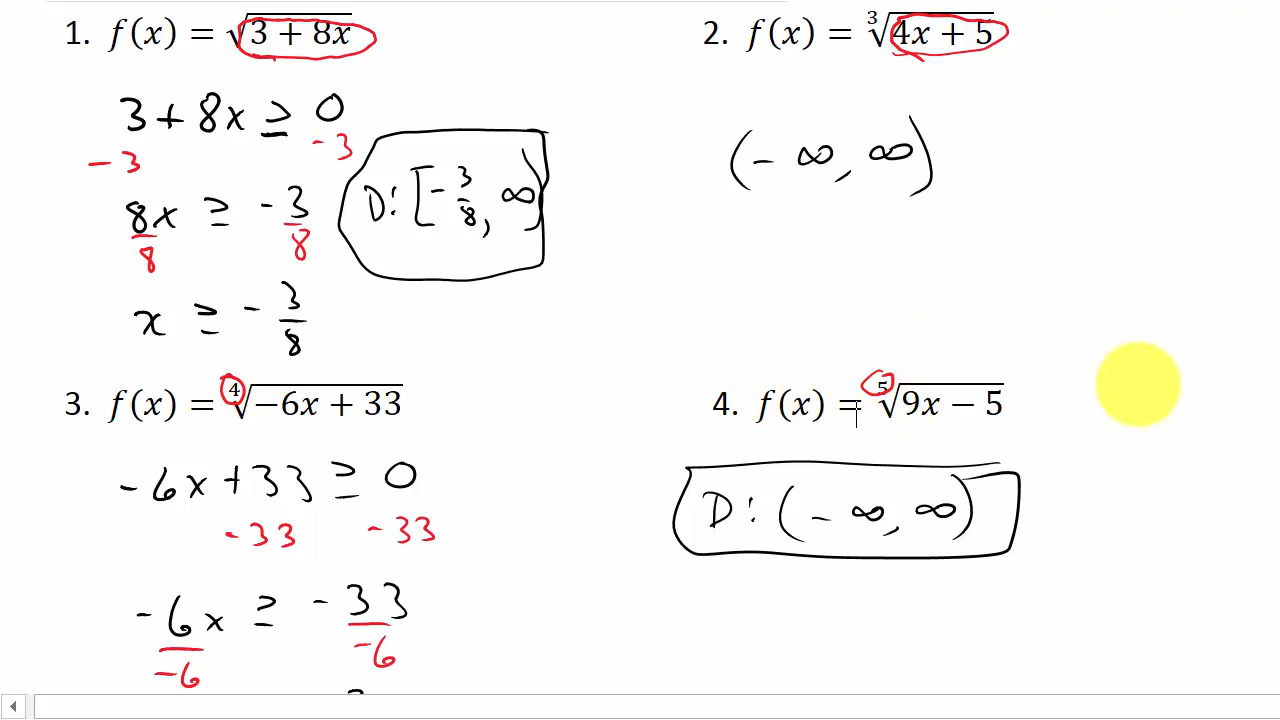 1. f(x) = √(3 + 8x)
3 + 8x ≥ 0
-3 -3
8x ≥ -3
8 8
x ≥ -3/8
D: [-3/8, ∞)
2. f(x) = ∛(4x + 5)
(-∞, ∞)
3. f(x) = ∜(−6x + 33)
-6x + 33 ≥ 0
-33 -33
-6x ≥ -33
-6 -6
4. f(x) = ⁵√(9x − 5)
D: (-∞, ∞)